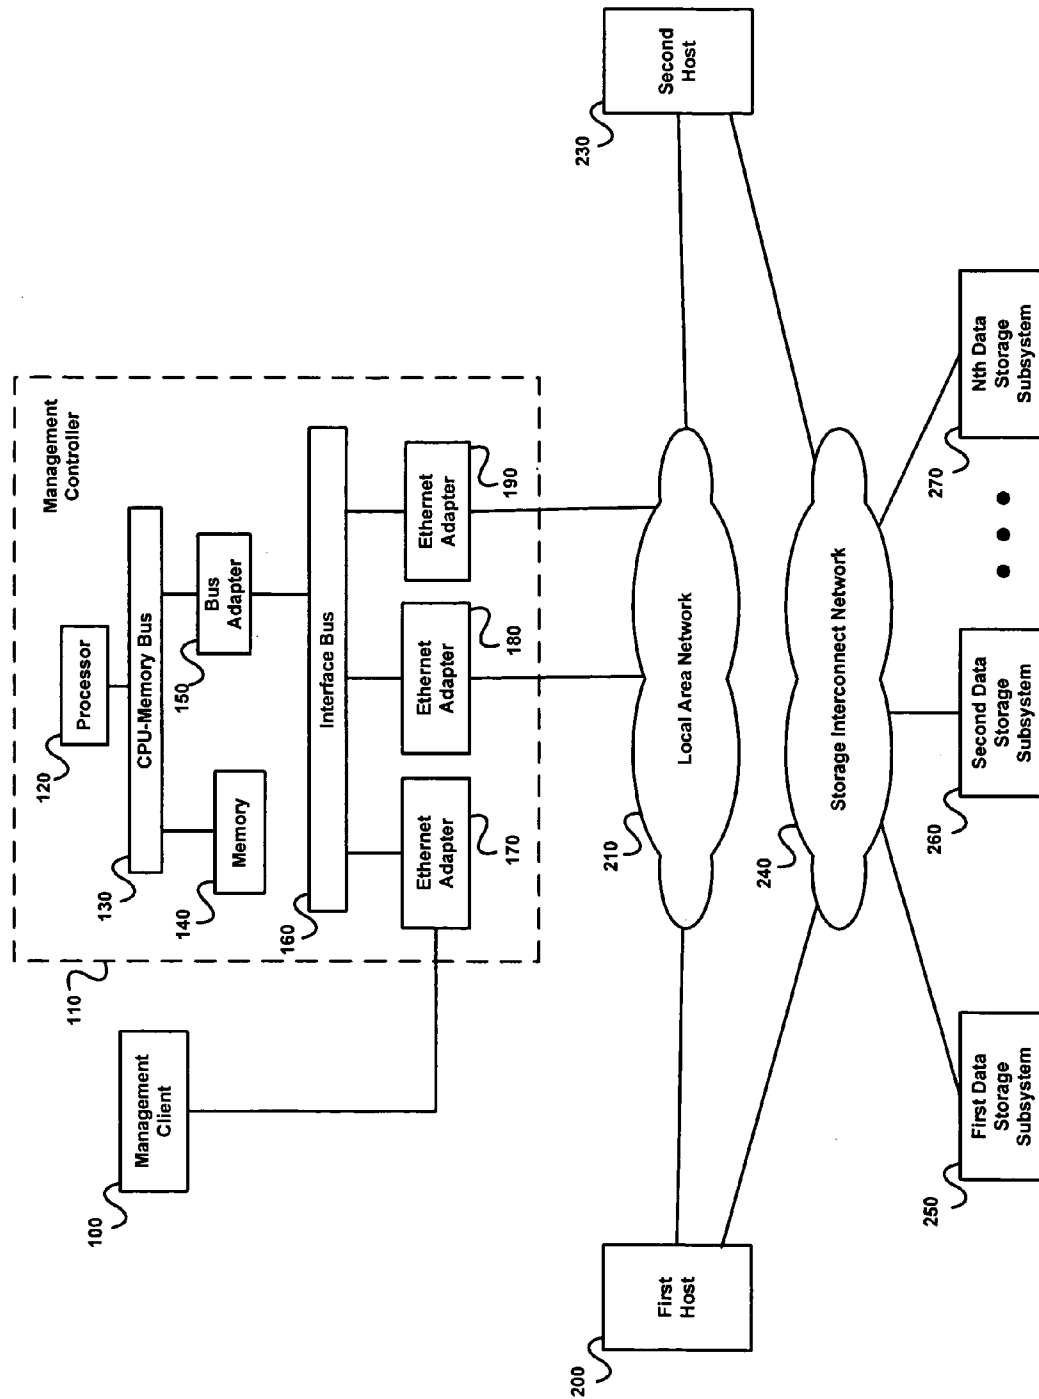 Management
Controller
120
Processor
130
CPU-Memory Bus
140
Memory
150
Bus
Adapter
160
Interface Bus
110
100
Management
Client
Ethernet
Adapter
170
Ethernet
Adapter
180
Ethernet
Adapter
190
200
First
Host
210
Local Area Network
230
Second
Host
240
Storage Interconnect Network
250
First Data
Storage
Subsystem
260
Second Data
Storage
Subsystem
270
Nth Data
Storage
Subsystem